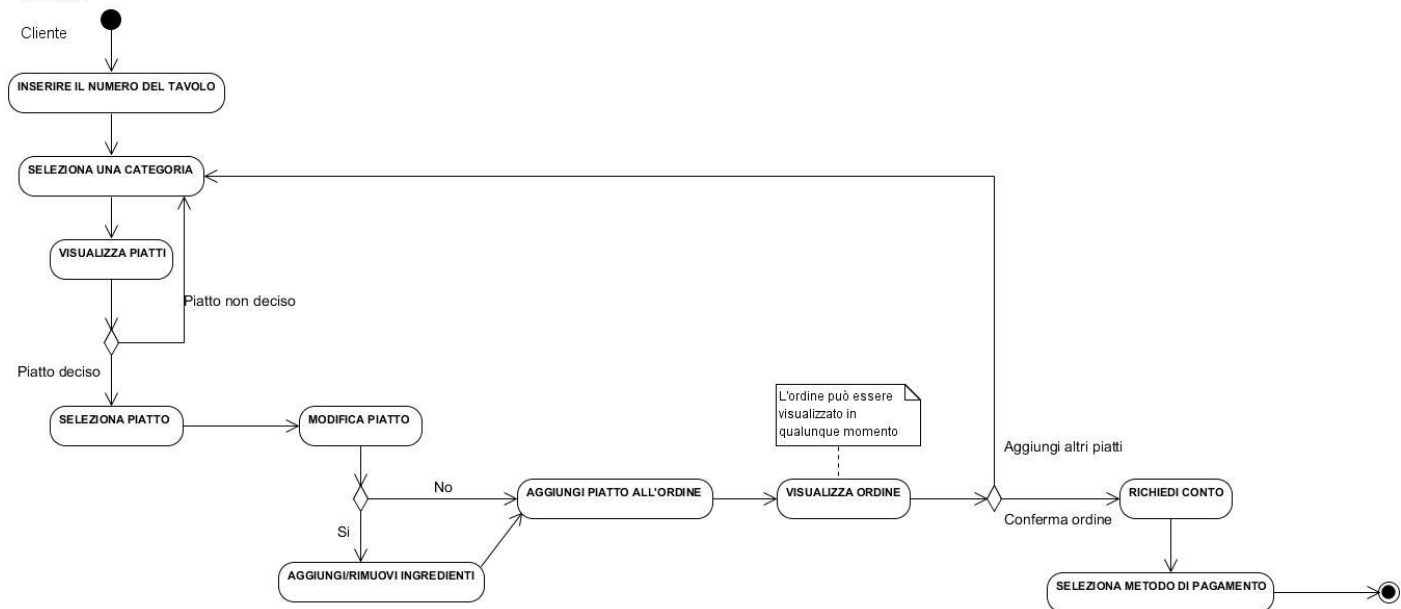 Cliente
INSERIRE IL NUMERO DEL TAVOLO
SELEZIONA UNA CATEGORIA
VISUALIZZA PIATTI
Piatto non deciso
Piatto deciso
SELEZIONA PIATTO
MODIFICA PIATTO
No
Si
AGGIUNGI/RIMUOVI INGREDIENTI
AGGIUNGI PIATTO ALL'ORDINE
L'ordine può essere
visualizzato in
qualunque momento
VISUALIZZA ORDINE
Aggiungi altri piatti
Conferma ordine
RICHIEDI CONTO
SELEZIONA METODO DI PAGAMENTO